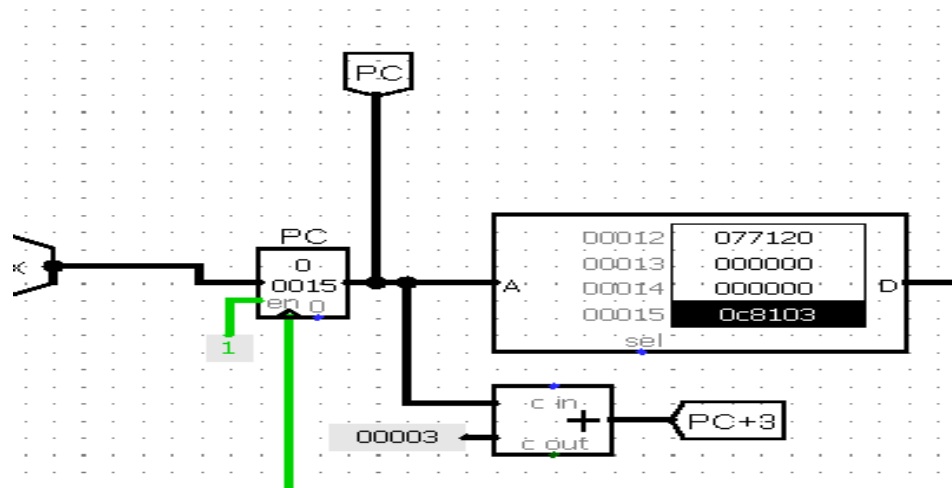 PC
x
PC
0
0015
en 0
1
A
00012 077120
00013 000000
00014 000000
00015 0c8103
D
sel
c in
+
c out
00003
PC+3